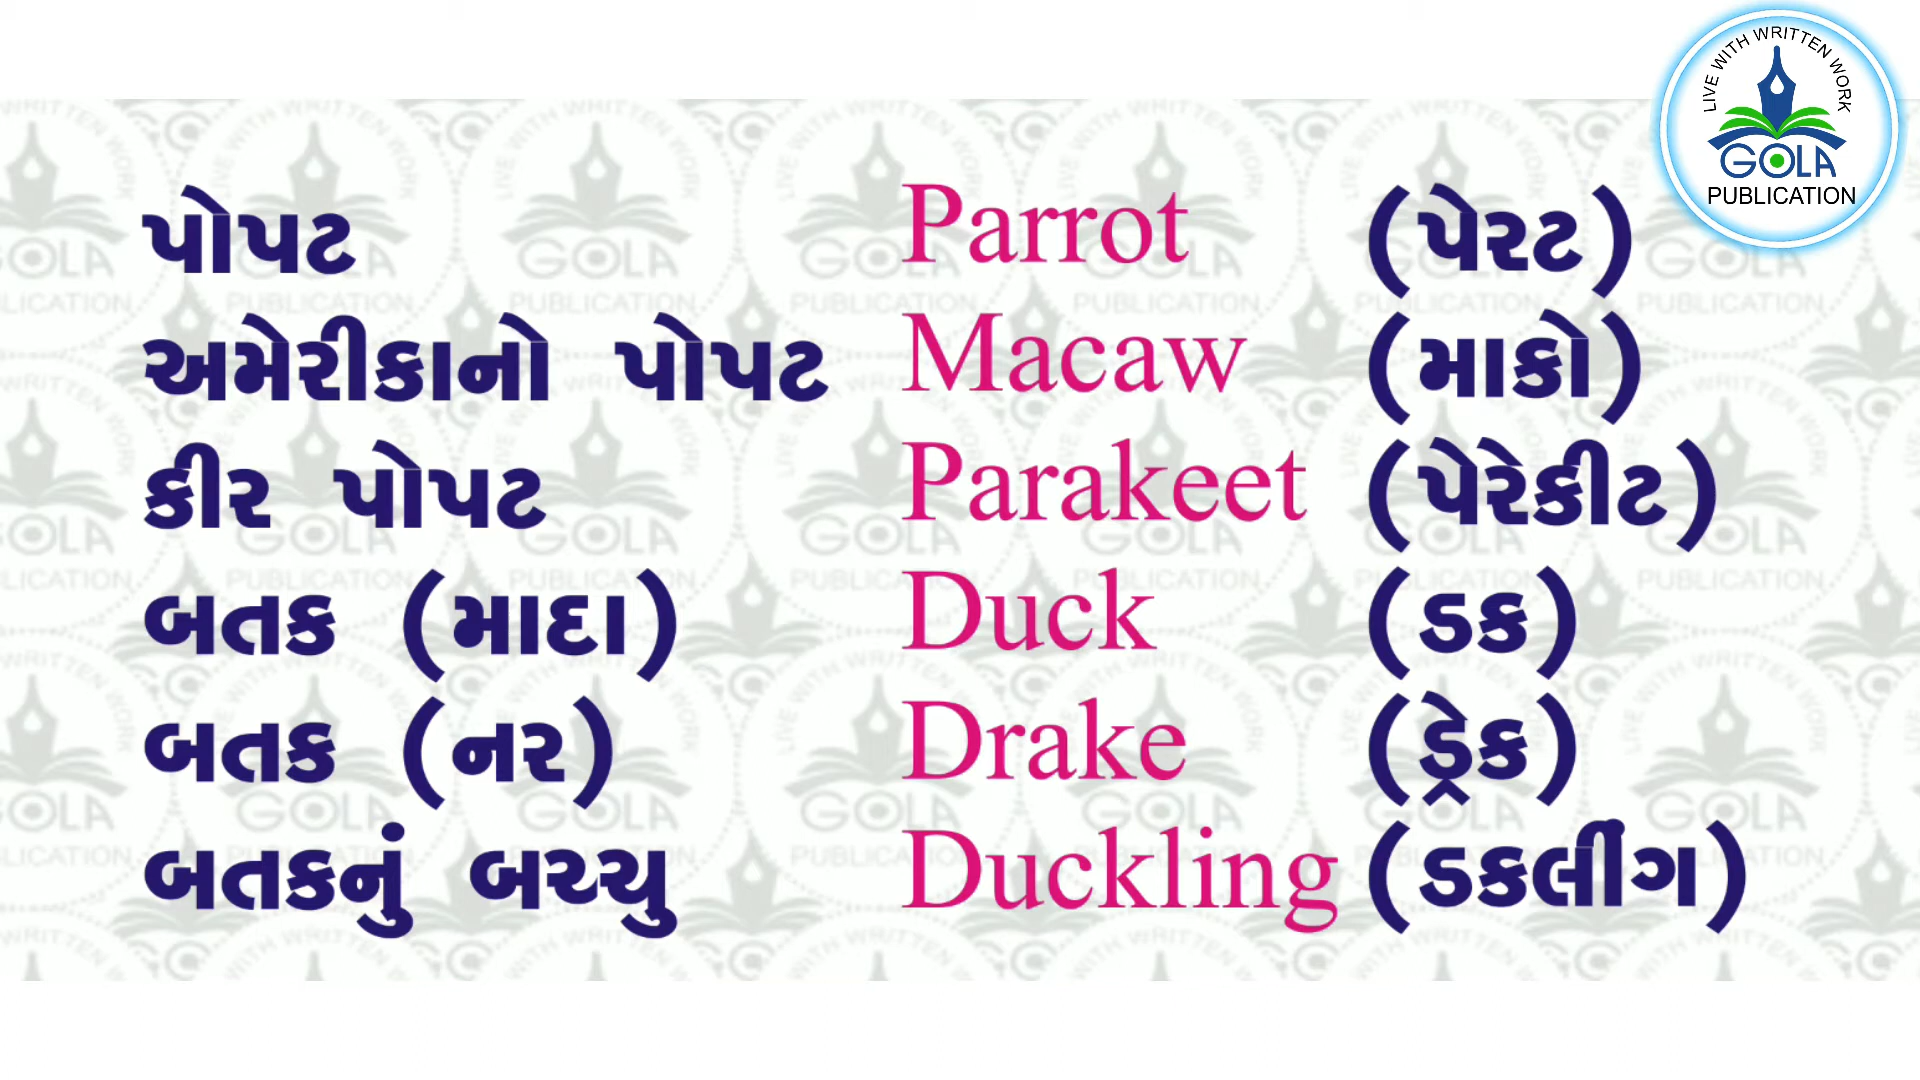 LIVE WITH WRITTEN WORK
GOLA
PUBLICATION
પોપટ Parrot (પેરટ)
અમેરીકાનો પોપટ Macaw (માકો)
કીર પોપટ Parakeet (પેરેકીટ)
બતક (માદા) Duck (ડક)
બતક (નર) Drake (ડ્રેક)
બતકનું બચ્ચુ Duckling (ડકલીંગ)